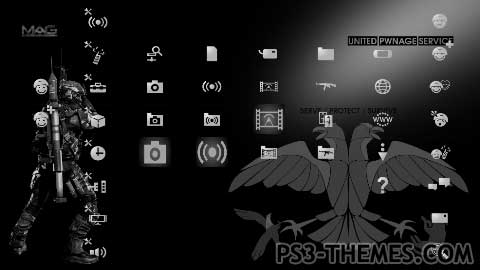 MAG
UNITED PWNAGE SERVICE
SERVE : PROTECT : SURVIVE
WWW
?
PS3-THEMES.COM